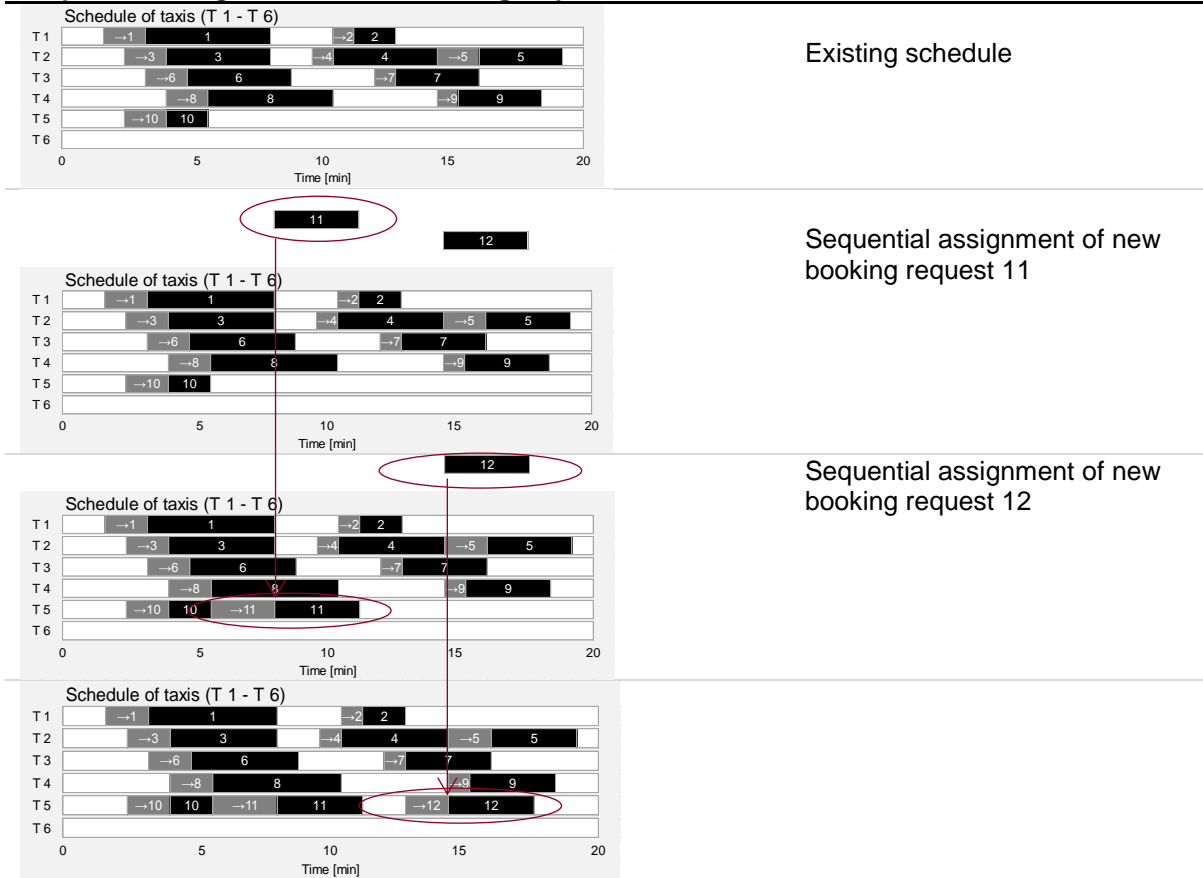 Schedule of taxis (T 1 - T 6)
T 1 →1 1 →2 2
T 2 →3 3 →4 4 →5 5
T 3 →6 6 →7 7
T 4 →8 8 →9 9
T 5 →10 10
T 6
0 5 10 15 20
Time [min]
Existing schedule
11
12
Sequential assignment of new
booking request 11
Schedule of taxis (T 1 - T 6)
T 1 →1 1 →2 2
T 2 →3 3 →4 4 →5 5
T 3 →6 6 →7 7
T 4 →8 8 →9 9
T 5 →10 10
T 6
0 5 10 15 20
Time [min]
12
Sequential assignment of new
booking request 12
Schedule of taxis (T 1 - T 6)
T 1 →1 1 →2 2
T 2 →3 3 →4 4 →5 5
T 3 →6 6 →7 7
T 4 →8 8 →9 9
T 5 →10 10 →11 11
T 6
0 5 10 15 20
Time [min]
Schedule of taxis (T 1 - T 6)
T 1 →1 1 →2 2
T 2 →3 3 →4 4 →5 5
T 3 →6 6 →7 7
T 4 →8 8 →9 9
T 5 →10 10 →11 11 →12 12
T 6
0 5 10 15 20
Time [min]